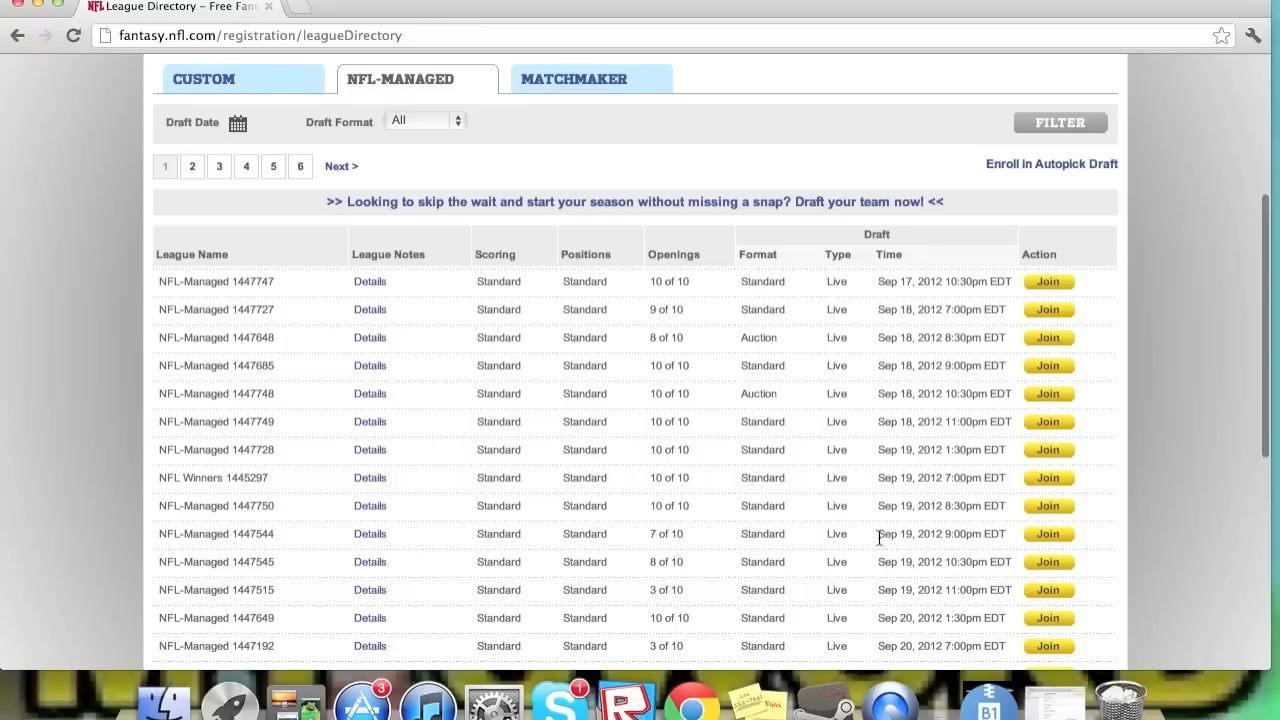 NFL League Directory – Free Fan
fantasy.nfl.com/registration/leagueDirectory
CUSTOM NFL-MANAGED MATCHMAKER
Draft Date Draft Format All FILTER
1 2 3 4 5 6 Next > Enroll in Autopick Draft
>> Looking to skip the wait and start your season without missing a snap? Draft your team now! <<
Draft
League Name League Notes Scoring Positions Openings Format Type Time Action
NFL-Managed 1447747 Details Standard Standard 10 of 10 Standard Live Sep 17, 2012 10:30pm EDT Join
NFL-Managed 1447727 Details Standard Standard 9 of 10 Standard Live Sep 18, 2012 7:00pm EDT Join
NFL-Managed 1447648 Details Standard Standard 8 of 10 Auction Live Sep 18, 2012 8:30pm EDT Join
NFL-Managed 1447685 Details Standard Standard 10 of 10 Standard Live Sep 18, 2012 9:00pm EDT Join
NFL-Managed 1447748 Details Standard Standard 10 of 10 Auction Live Sep 18, 2012 10:30pm EDT Join
NFL-Managed 1447749 Details Standard Standard 10 of 10 Standard Live Sep 18, 2012 11:00pm EDT Join
NFL-Managed 1447728 Details Standard Standard 10 of 10 Standard Live Sep 19, 2012 1:30pm EDT Join
NFL Winners 1445297 Details Standard Standard 10 of 10 Standard Live Sep 19, 2012 7:00pm EDT Join
NFL-Managed 1447750 Details Standard Standard 10 of 10 Standard Live Sep 19, 2012 8:30pm EDT Join
NFL-Managed 1447544 Details Standard Standard 7 of 10 Standard Live Sep 19, 2012 9:00pm EDT Join
NFL-Managed 1447545 Details Standard Standard 8 of 10 Standard Live Sep 19, 2012 10:30pm EDT Join
NFL-Managed 1447515 Details Standard Standard 3 of 10 Standard Live Sep 19, 2012 11:00pm EDT Join
NFL-Managed 1447649 Details Standard Standard 10 of 10 Standard Live Sep 20, 2012 1:30pm EDT Join
NFL-Managed 1447192 Details Standard Standard 3 of 10 Standard Live Sep 20, 2012 7:00pm EDT Join
3 1
B1